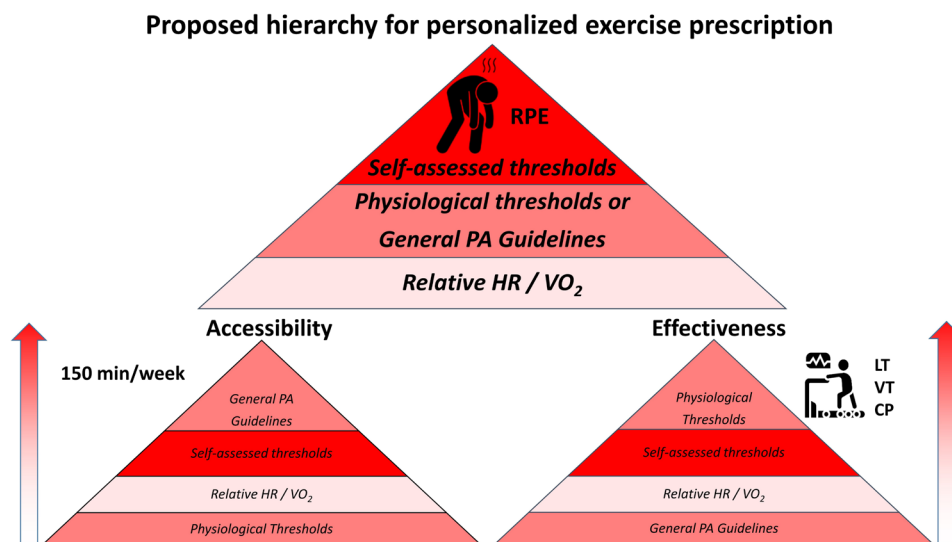 Proposed hierarchy for personalized exercise prescription
RPE
Self-assessed thresholds
Physiological thresholds or
General PA Guidelines
Relative HR / VO₂
Accessibility
150 min/week
General PA
Guidelines
Self-assessed thresholds
Relative HR / VO₂
Physiological Thresholds
Effectiveness
LT
VT
CP
Physiological
Thresholds
Self-assessed thresholds
Relative HR / VO₂
General PA Guidelines